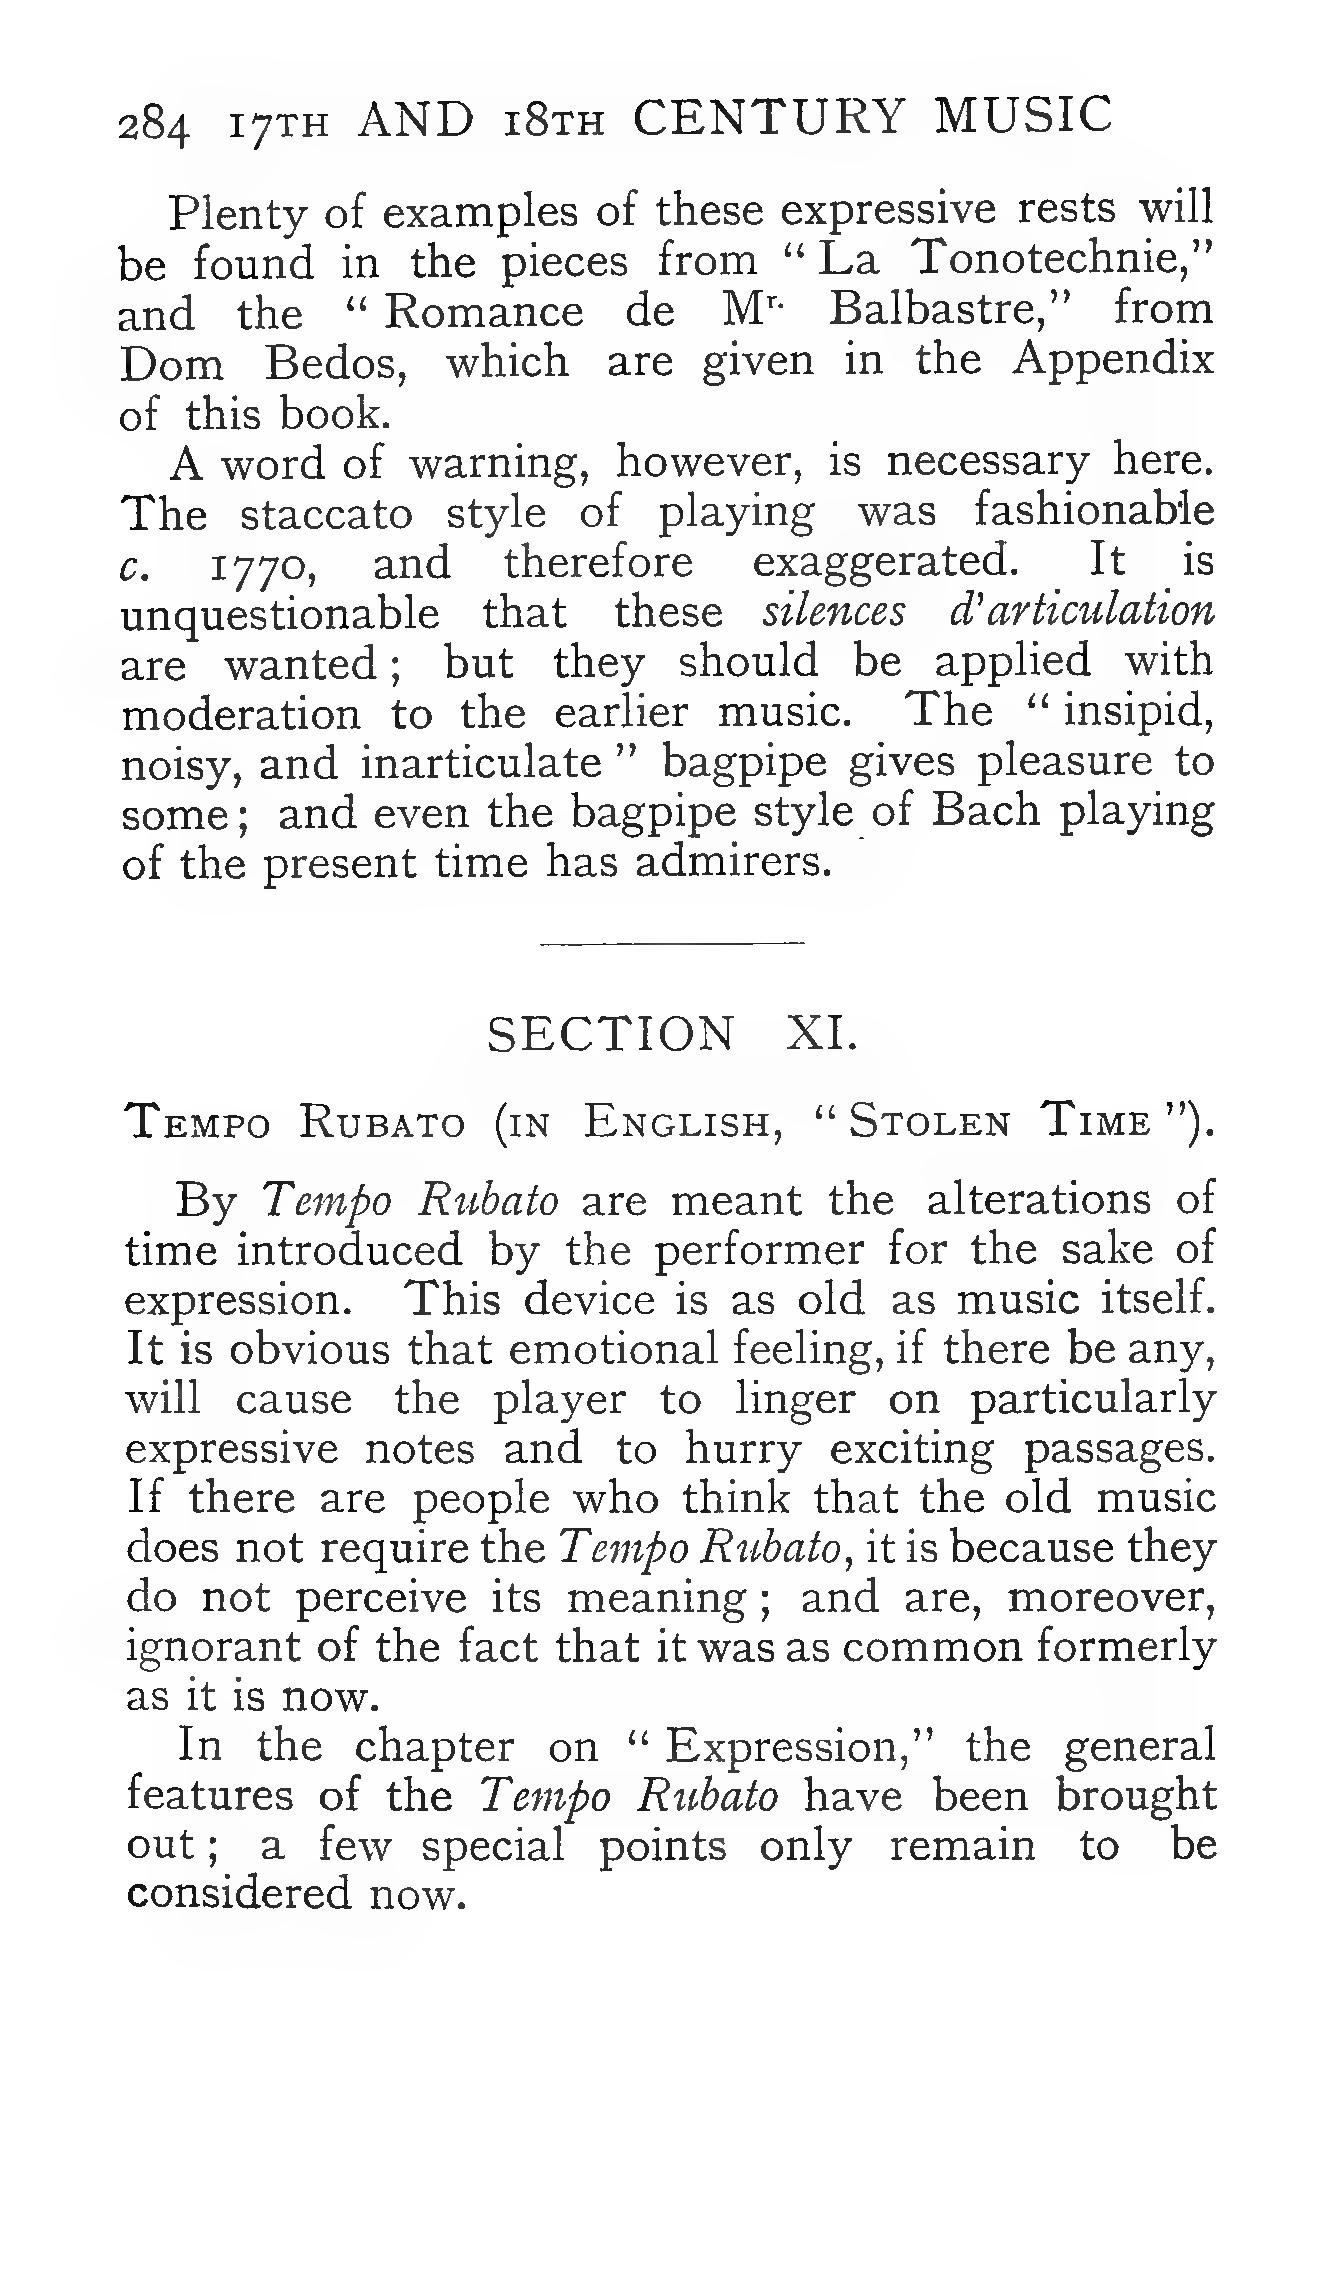 284 17TH AND 18TH CENTURY MUSIC
Plenty of examples of these expressive rests will
be found in the pieces from “ La Tonotechnie,”
and the “ Romance de Mr. Balbastre,” from
Dom Bedos, which are given in the Appendix
of this book.
A word of warning, however, is necessary here.
The staccato style of playing was fashionable
c. 1770, and therefore exaggerated. It is
unquestionable that these silences d'articulation
are wanted ; but they should be applied with
moderation to the earlier music. The “ insipid,
noisy, and inarticulate ” bagpipe gives pleasure to
some ; and even the bagpipe style of Bach playing
of the present time has admirers.
SECTION XI.
TEMPO RUBATO (IN ENGLISH, “ STOLEN TIME ”).
By Tempo Rubato are meant the alterations of
time introduced by the performer for the sake of
expression. This device is as old as music itself.
It is obvious that emotional feeling, if there be any,
will cause the player to linger on particularly
expressive notes and to hurry exciting passages.
If there are people who think that the old music
does not require the Tempo Rubato, it is because they
do not perceive its meaning ; and are, moreover,
ignorant of the fact that it was as common formerly
as it is now.
In the chapter on “ Expression,” the general
features of the Tempo Rubato have been brought
out ; a few special points only remain to be
considered now.